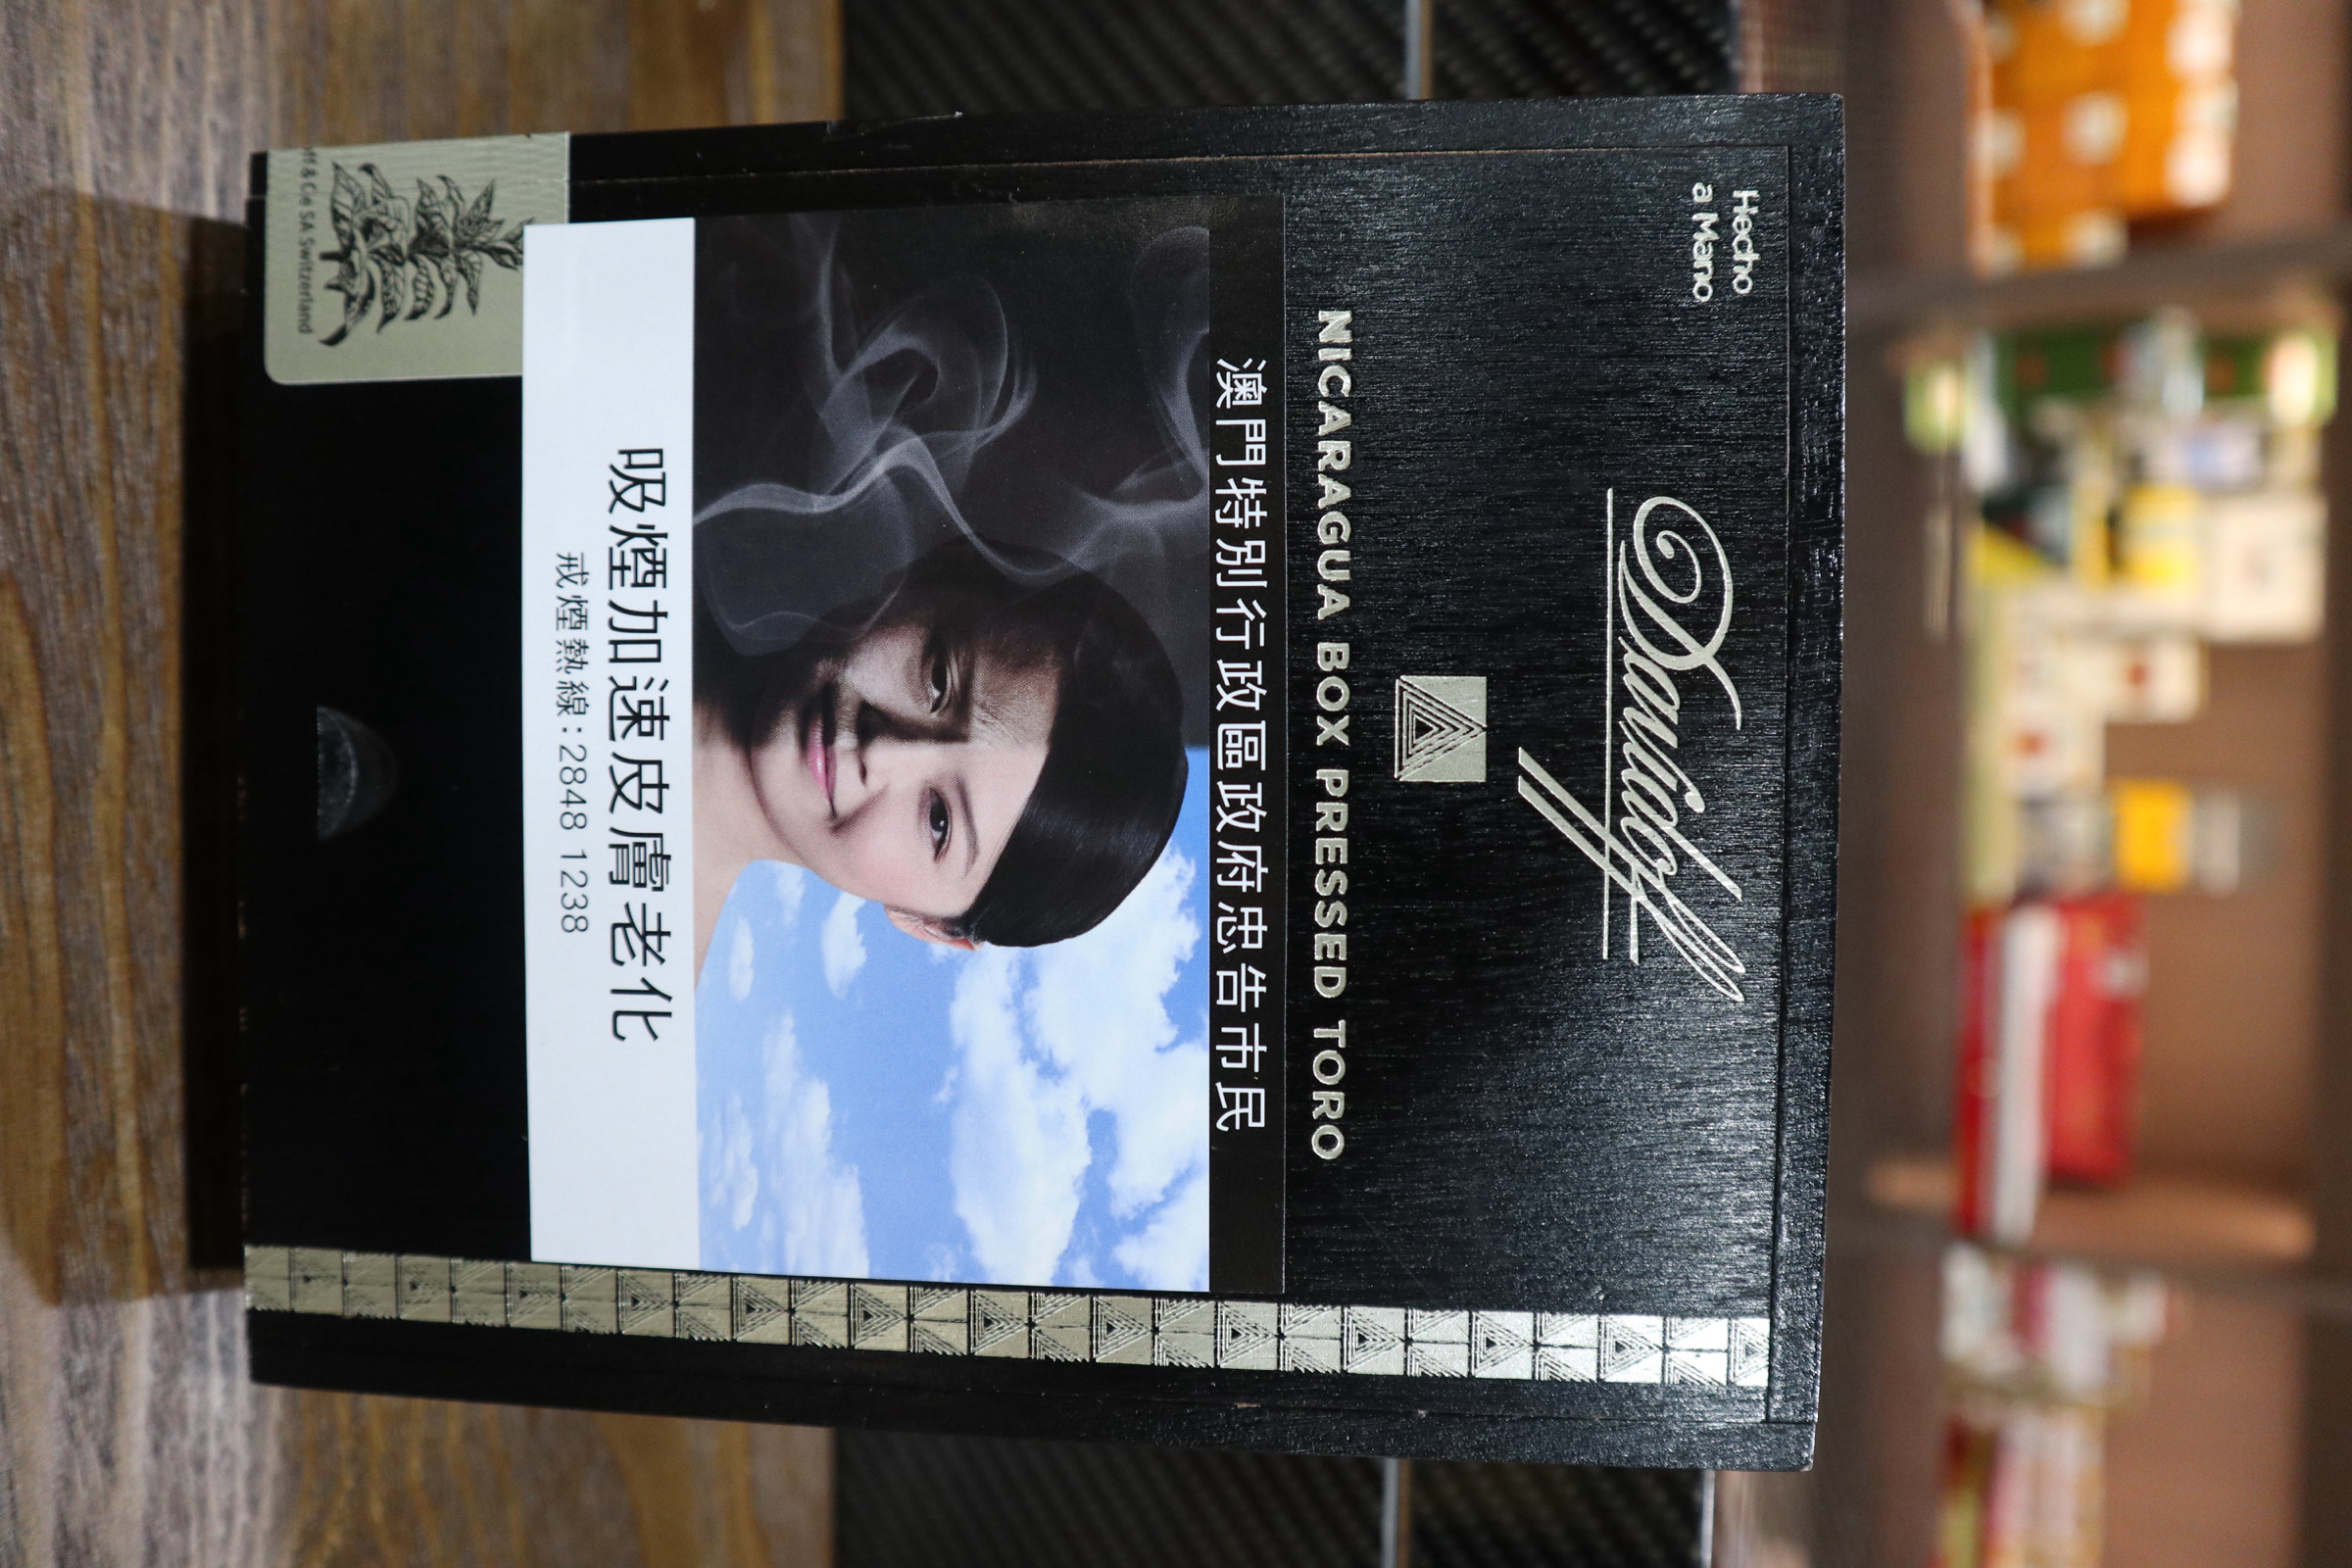 Hecho
a Mano
Davidoff
NICARAGUA BOX PRESSED TORO
澳門特別行政區政府忠告市民
吸煙加速皮膚老化
戒煙熱線:2848 1238
ff & Cie SA Switzerland